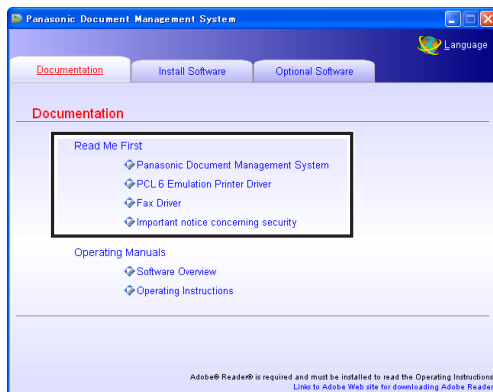 Panasonic Document Management System
Language
Documentation
Install Software
Optional Software
Documentation
Read Me First
Panasonic Document Management System
PCL 6 Emulation Printer Driver
Fax Driver
Important notice concerning security
Operating Manuals
Software Overview
Operating Instructions
Adobe® Reader® is required and must be installed to read the Operating Instructions
Links to Adobe Web site for downloading Adobe Reader